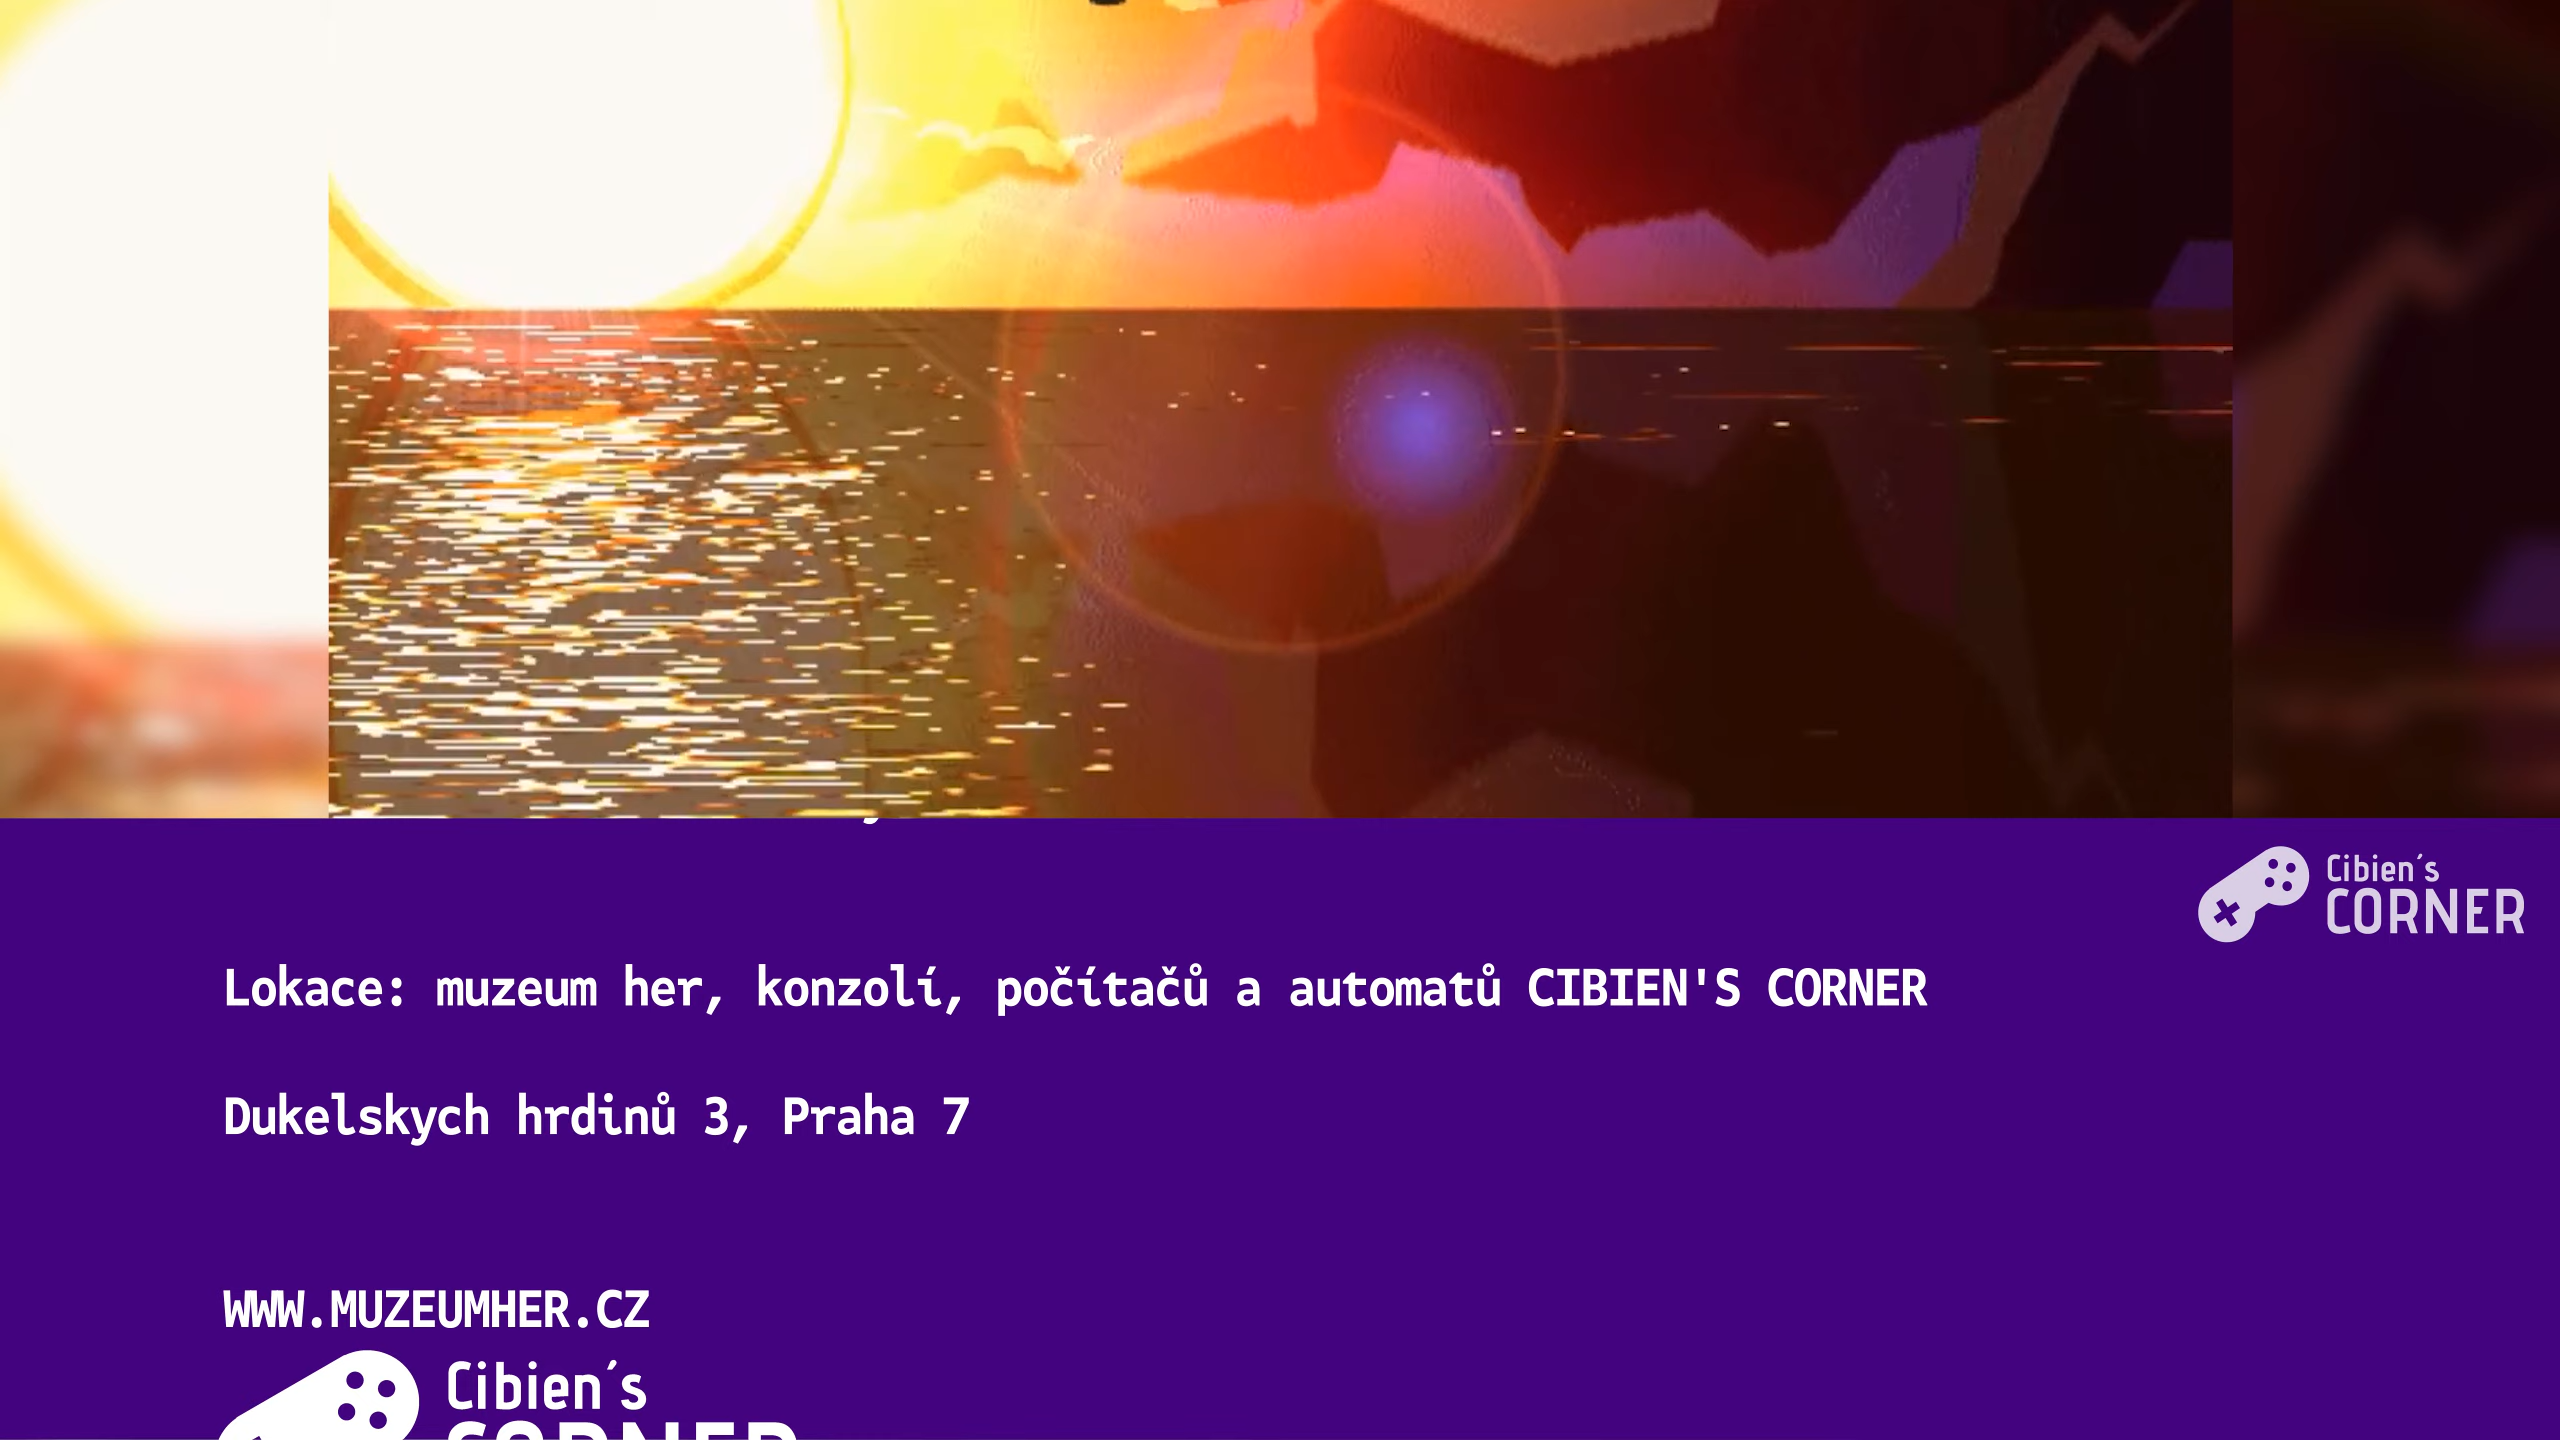 Cibien´s
CORNER
Lokace: muzeum her, konzolí, počítačů a automatů CIBIEN'S CORNER
Dukelskych hrdinů 3, Praha 7
WWW.MUZEUMHER.CZ
Cibien´s
CORNER